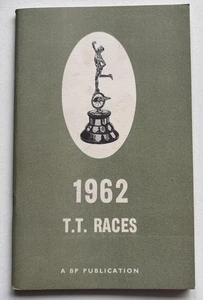 1962
T.T. RACES
A BP PUBLICATION